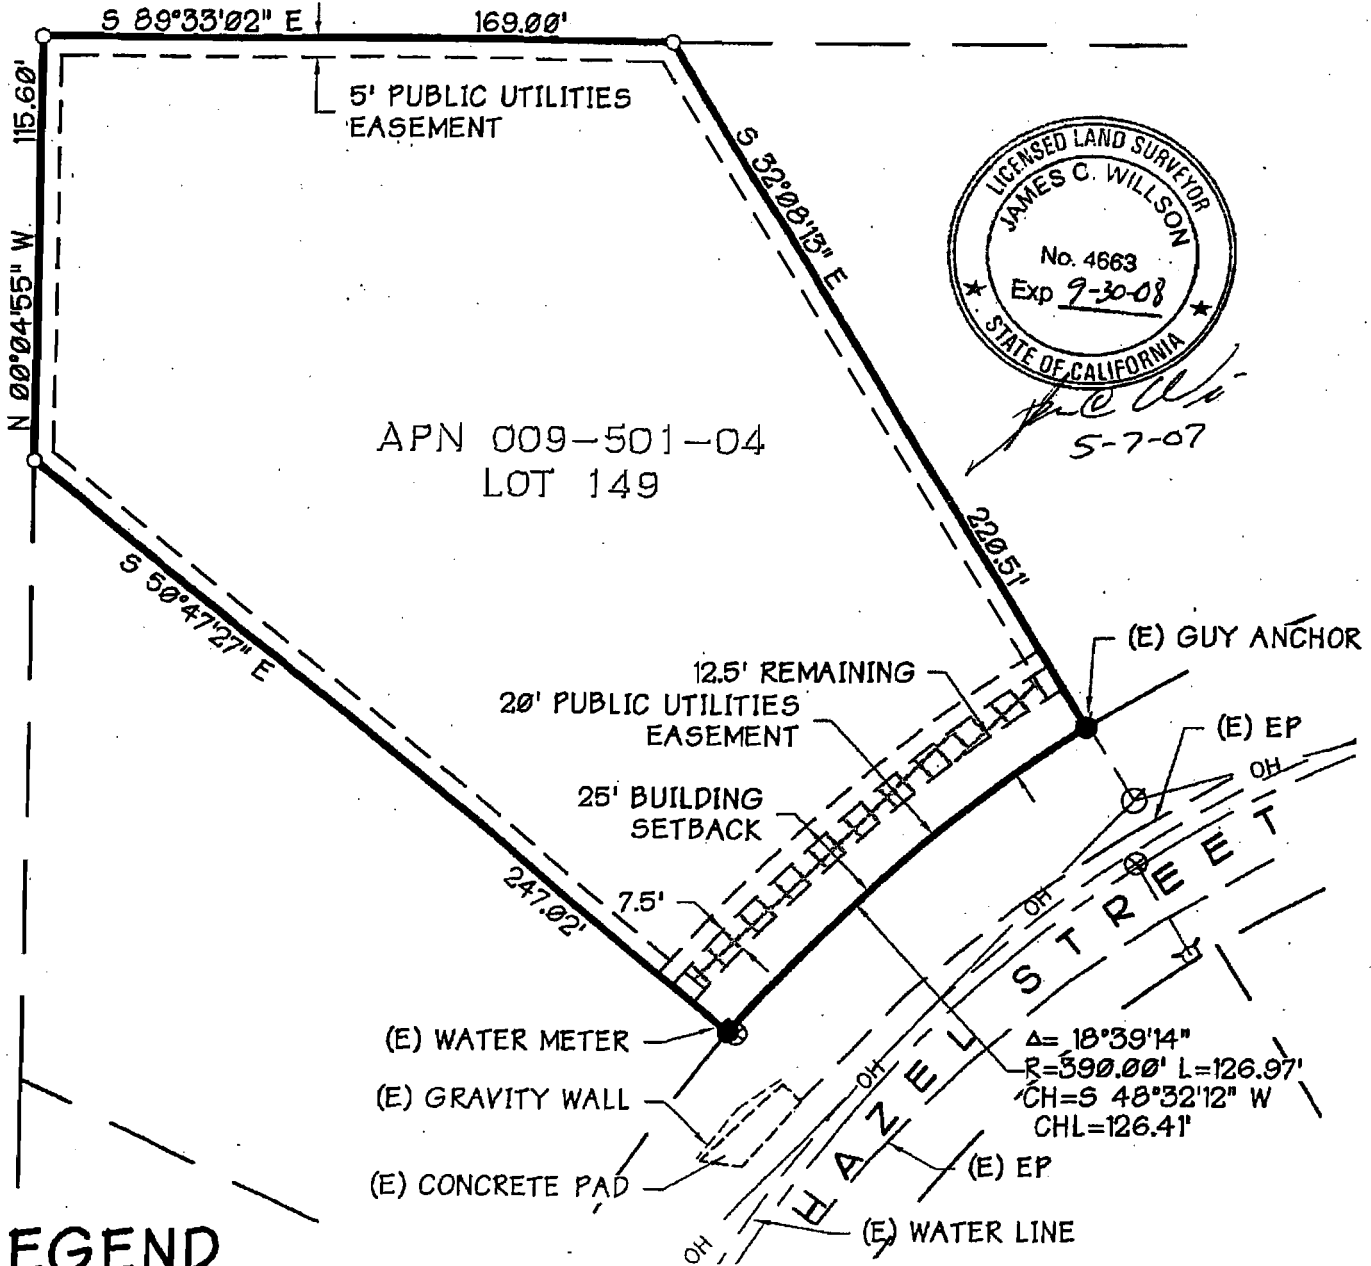 S 89°33'02" E
169.00'
115.60'
N 00°04'55" W
5' PUBLIC UTILITIES
EASEMENT
S 32°08'13" E
220.51'
LICENSED LAND SURVEYOR
JAMES C. WILLSON
No. 4663
Exp 9-30-08
STATE OF CALIFORNIA
5-7-07
APN 009-501-04
LOT 149
S 50°47'27" E
247.02'
(E) GUY ANCHOR
12.5' REMAINING
20' PUBLIC UTILITIES
EASEMENT
(E) EP
OH
25' BUILDING
SETBACK
7.5'
OH
HAZEL STREET
(E) WATER METER
Δ= 18°39'14"
R=390.00' L=126.97'
CH=S 48°32'12" W
CHL=126.41'
OH
(E) GRAVITY WALL
(E) CONCRETE PAD
(E) EP
(E) WATER LINE
OH
EGEND